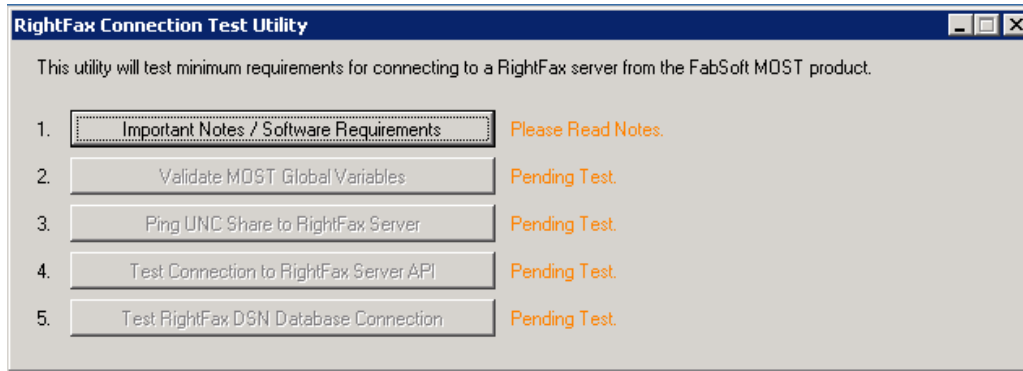 RightFax Connection Test Utility
This utility will test minimum requirements for connecting to a RightFax server from the FabSoft MOST product.
1. Important Notes / Software Requirements Please Read Notes.
2. Validate MOST Global Variables Pending Test.
3. Ping UNC Share to RightFax Server Pending Test.
4. Test Connection to RightFax Server API Pending Test.
5. Test RightFax DSN Database Connection Pending Test.